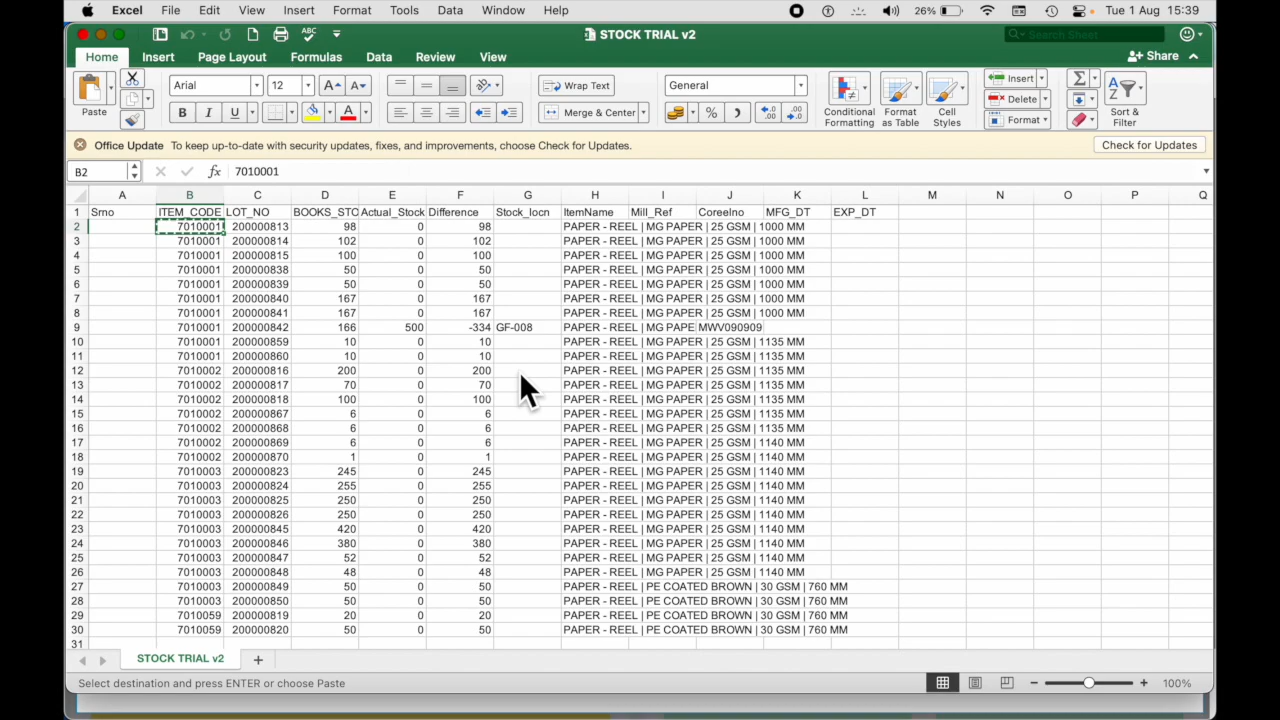 Excel File Edit View Insert Format Tools Data Window Help 26% Tue 1 Aug 15:39
STOCK TRIAL v2 Search Sheet
Home Insert Page Layout Formulas Data Review View Share
Paste Arial 12 A A Wrap Text General Insert
B I U A Merge & Center % Conditional Formatting Format as Table Cell Styles Delete Format Sort & Filter
Office Update To keep up-to-date with security updates, fixes, and improvements, choose Check for Updates. Check for Updates
B2 fx 7010001
A B C D E F G H I J K L M N O P Q
1 Srno ITEM_CODE LOT_NO BOOKS_STO Actual_Stock Difference Stock_locn ItemName Mill_Ref CoreeIno MFG_DT EXP_DT
2 7010001 200000813 98 0 98 PAPER - REEL | MG PAPER | 25 GSM | 1000 MM
3 7010001 200000814 102 0 102 PAPER - REEL | MG PAPER | 25 GSM | 1000 MM
4 7010001 200000815 100 0 100 PAPER - REEL | MG PAPER | 25 GSM | 1000 MM
5 7010001 200000838 50 0 50 PAPER - REEL | MG PAPER | 25 GSM | 1000 MM
6 7010001 200000839 50 0 50 PAPER - REEL | MG PAPER | 25 GSM | 1000 MM
7 7010001 200000840 167 0 167 PAPER - REEL | MG PAPER | 25 GSM | 1000 MM
8 7010001 200000841 167 0 167 PAPER - REEL | MG PAPER | 25 GSM | 1000 MM
9 7010001 200000842 166 500 -334 GF-008 PAPER - REEL | MG PAPE MWV090909
10 7010001 200000859 10 0 10 PAPER - REEL | MG PAPER | 25 GSM | 1135 MM
11 7010001 200000860 10 0 10 PAPER - REEL | MG PAPER | 25 GSM | 1135 MM
12 7010002 200000816 200 0 200 PAPER - REEL | MG PAPER | 25 GSM | 1135 MM
13 7010002 200000817 70 0 70 PAPER - REEL | MG PAPER | 25 GSM | 1135 MM
14 7010002 200000818 100 0 100 PAPER - REEL | MG PAPER | 25 GSM | 1135 MM
15 7010002 200000867 6 0 6 PAPER - REEL | MG PAPER | 25 GSM | 1135 MM
16 7010002 200000868 6 0 6 PAPER - REEL | MG PAPER | 25 GSM | 1135 MM
17 7010002 200000869 6 0 6 PAPER - REEL | MG PAPER | 25 GSM | 1140 MM
18 7010002 200000870 1 0 1 PAPER - REEL | MG PAPER | 25 GSM | 1140 MM
19 7010003 200000823 245 0 245 PAPER - REEL | MG PAPER | 25 GSM | 1140 MM
20 7010003 200000824 255 0 255 PAPER - REEL | MG PAPER | 25 GSM | 1140 MM
21 7010003 200000825 250 0 250 PAPER - REEL | MG PAPER | 25 GSM | 1140 MM
22 7010003 200000826 250 0 250 PAPER - REEL | MG PAPER | 25 GSM | 1140 MM
23 7010003 200000845 420 0 420 PAPER - REEL | MG PAPER | 25 GSM | 1140 MM
24 7010003 200000846 380 0 380 PAPER - REEL | MG PAPER | 25 GSM | 1140 MM
25 7010003 200000847 52 0 52 PAPER - REEL | MG PAPER | 25 GSM | 1140 MM
26 7010003 200000848 48 0 48 PAPER - REEL | MG PAPER | 25 GSM | 1140 MM
27 7010003 200000849 50 0 50 PAPER - REEL | PE COATED BROWN | 30 GSM | 760 MM
28 7010003 200000850 50 0 50 PAPER - REEL | PE COATED BROWN | 30 GSM | 760 MM
29 7010059 200000819 20 0 20 PAPER - REEL | PE COATED BROWN | 30 GSM | 760 MM
30 7010059 200000820 50 0 50 PAPER - REEL | PE COATED BROWN | 30 GSM | 760 MM
31
STOCK TRIAL v2 +
Select destination and press ENTER or choose Paste 100%